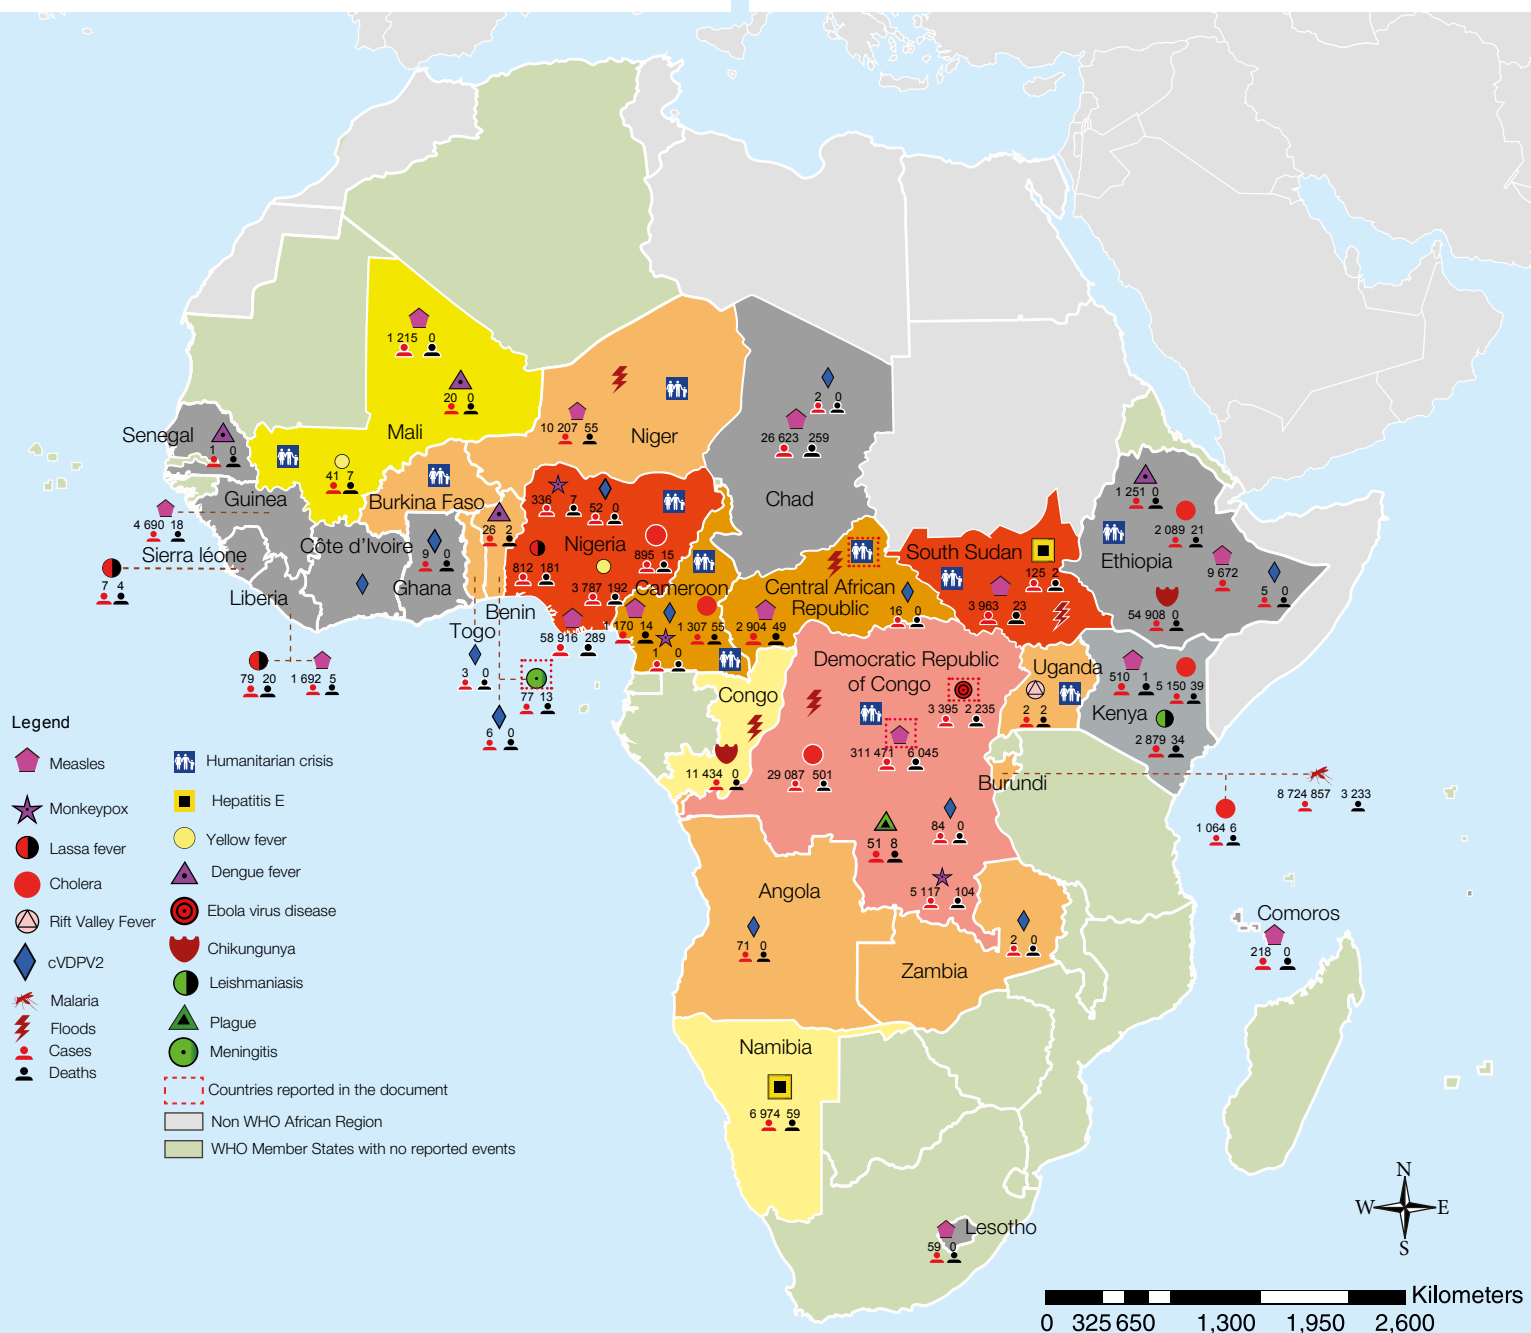 1 215 0
20 0
Mali
Senegal
1 0
41 7
10 207 55
Niger
2 0
26 623 259
Chad
Burkina Faso
Guinea
4 690 18
Sierra léone
7 4
Côte d'Ivoire
9 0
Ghana
Liberia
79 20
1 692 5
26 2
Benin
Togo
3 0
77 13
6 0
336 7
52 0
Nigeria
895 15
812 181
3 787 192
58 916 289
Cameroon
1 170 14
1 307 55
1 0
Central African
Republic
16 0
2 904 49
South Sudan
125 2
3 963 23
1 251 0
2 089 21
Ethiopia
9 672
5 0
54 908 0
Uganda
2 2
510 1
5 150 39
Kenya
2 879 34
Democratic Republic
of Congo
3 395 2 235
311 471 6 045
29 087 501
84 0
51 8
5 117 104
Congo
11 434 0
Burundi
8 724 857 3 233
1 064 6
Angola
71 0
2 0
Zambia
Comoros
218 0
Namibia
6 974 59
Lesotho
59 0
Legend
Measles
Monkeypox
Lassa fever
Cholera
Rift Valley Fever
cVDPV2
Malaria
Floods
Cases
Deaths
Humanitarian crisis
Hepatitis E
Yellow fever
Dengue fever
Ebola virus disease
Chikungunya
Leishmaniasis
Plague
Meningitis
Countries reported in the document
Non WHO African Region
WHO Member States with no reported events
N
W E
S
Kilometers
0 325 650 1,300 1,950 2,600